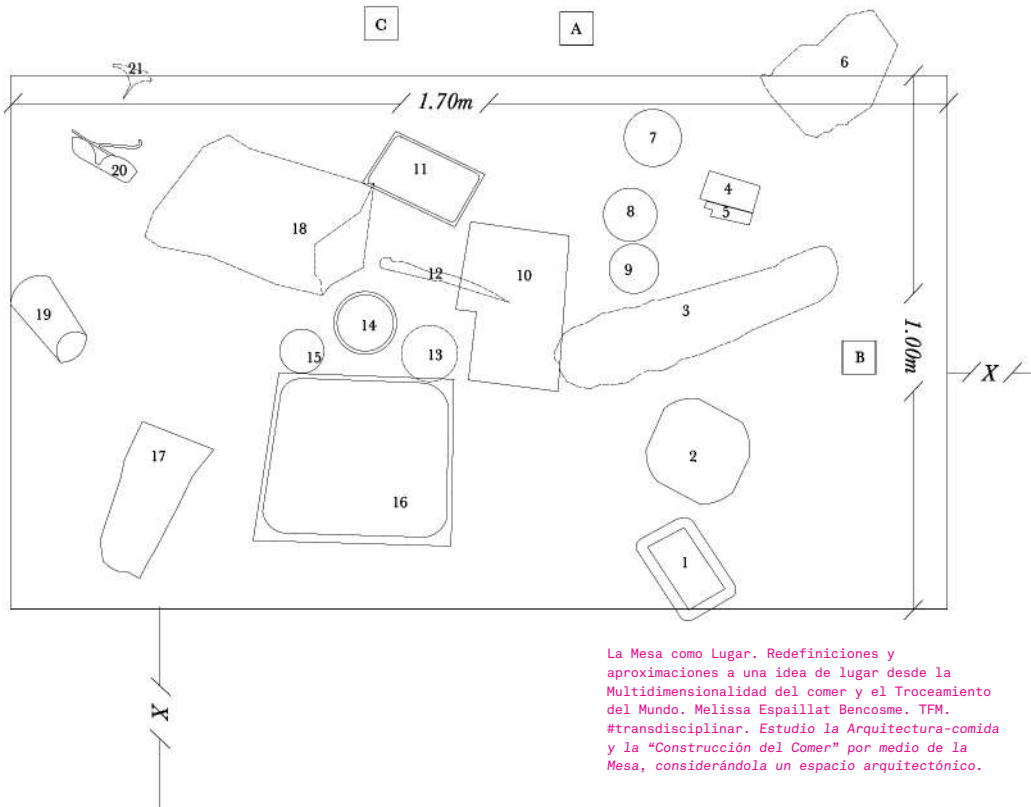 C
A
21
6
1.70m
7
20
11
4
8
5
18
12
10
9
19
3
14
1.00m
15
13
B
X
17
2
16
1
X
La Mesa como Lugar. Redefiniciones y
aproximaciones a una idea de lugar desde la
Multidimensionalidad del comer y el Troceamiento
del Mundo. Melissa Espaillat Bencosme. TFM.
#transdisciplinar. Estudio la Arquitectura-comida
y la “Construcción del Comer” por medio de la
Mesa, considerándola un espacio arquitectónico.